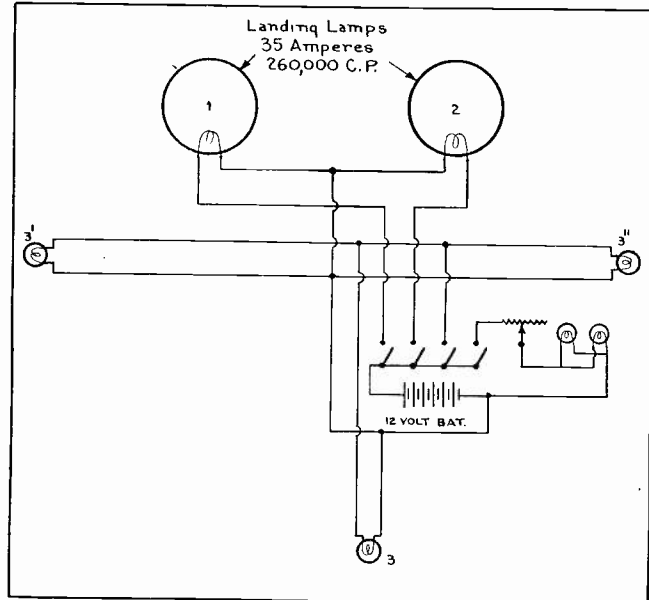 Landing Lamps
35 Amperes
260,000 C.P.
1
2
3'
3"
12 VOLT BAT.
3